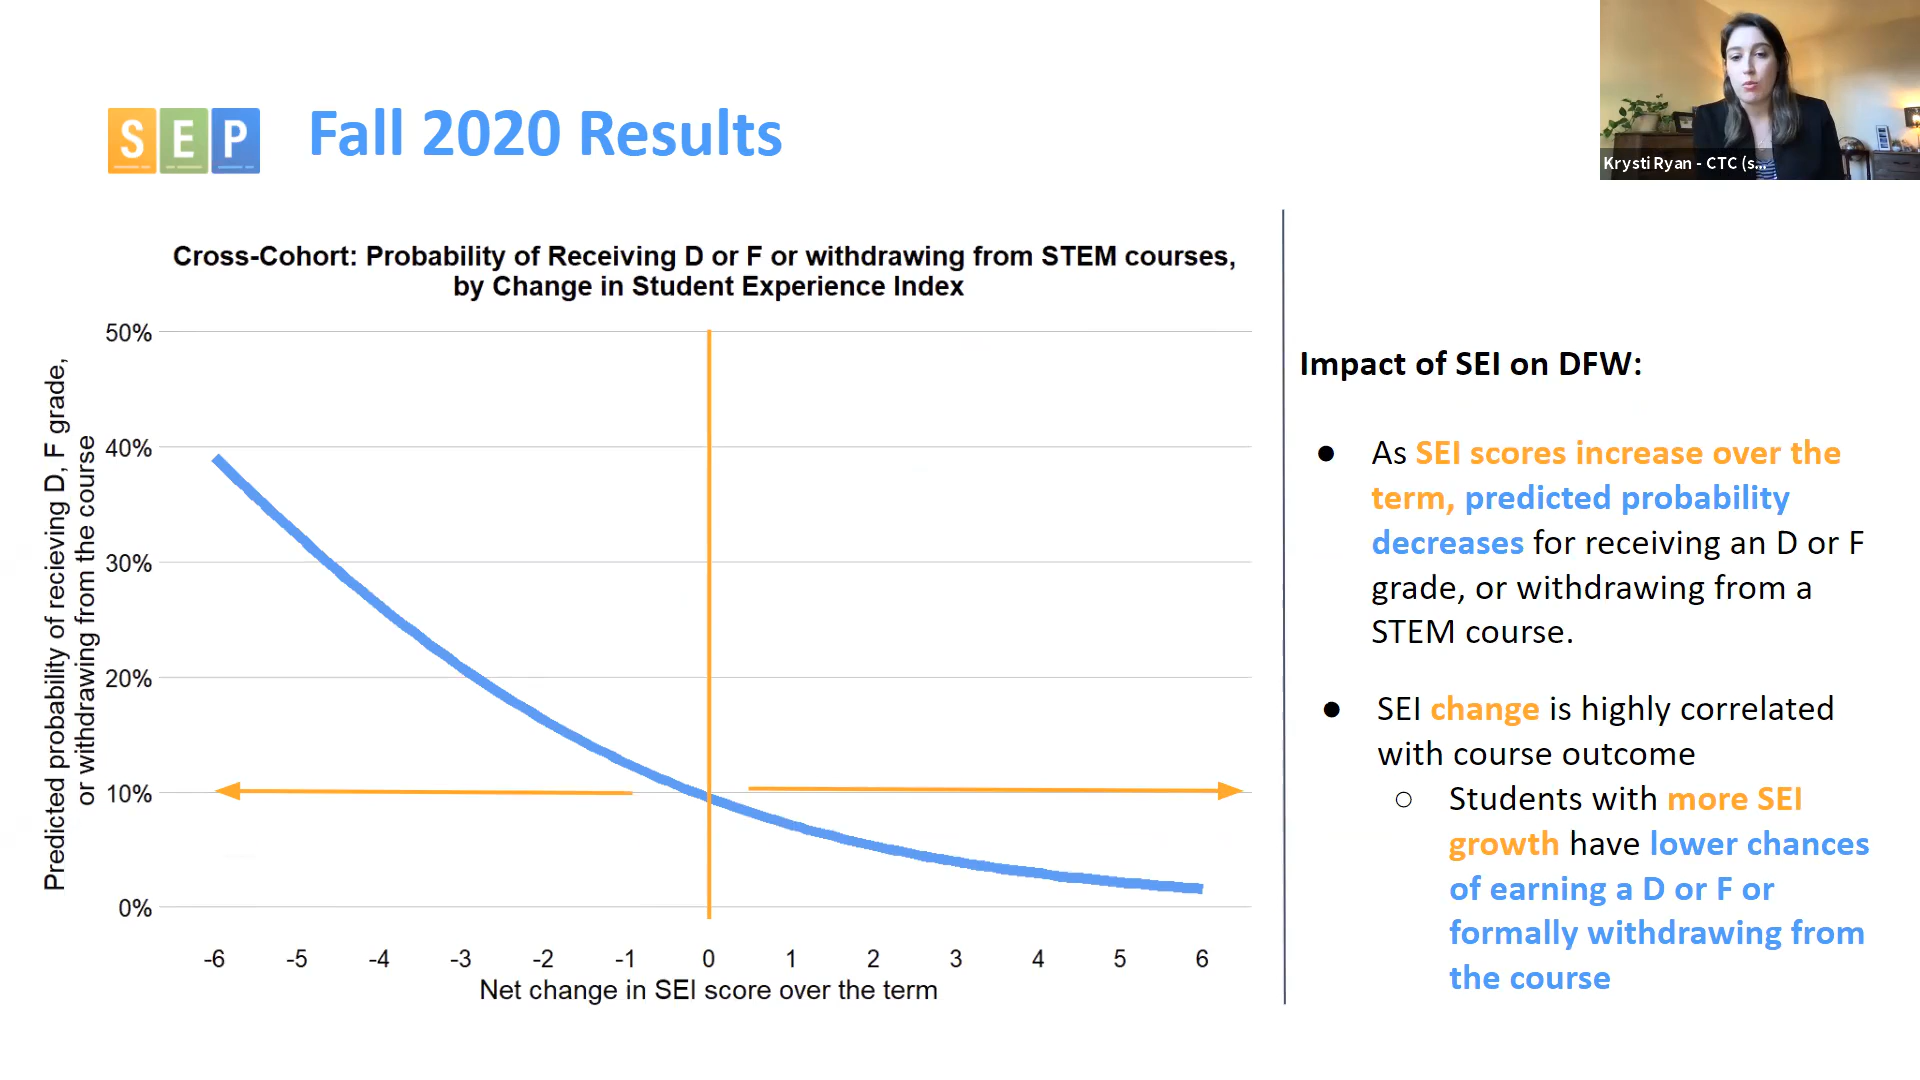 SEP
Fall 2020 Results
Krysti Ryan - CTC (s...
Cross-Cohort: Probability of Receiving D or F or withdrawing from STEM courses,
by Change in Student Experience Index
Predicted probability of recieving D, F grade,
or withdrawing from the course
50%
40%
30%
20%
10%
0%
-6 -5 -4 -3 -2 -1 0 1 2 3 4 5 6
Net change in SEI score over the term
Impact of SEI on DFW:
● As SEI scores increase over the
term, predicted probability
decreases for receiving an D or F
grade, or withdrawing from a
STEM course.
● SEI change is highly correlated
with course outcome
○ Students with more SEI
growth have lower chances
of earning a D or F or
formally withdrawing from
the course